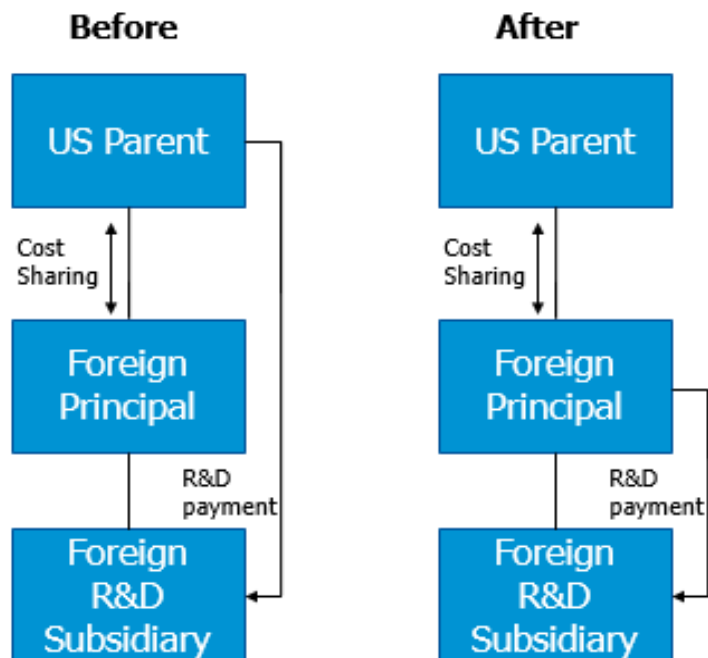 Before
US Parent
Cost
Sharing
Foreign
Principal
R&D
payment
Foreign
R&D
Subsidiary
After
US Parent
Cost
Sharing
Foreign
Principal
R&D
payment
Foreign
R&D
Subsidiary